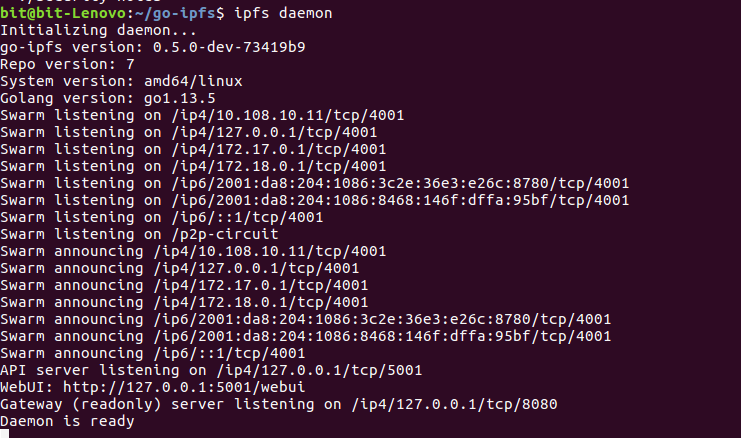 bit@bit-Lenovo:~/go-ipfs$ ipfs daemon
Initializing daemon...
go-ipfs version: 0.5.0-dev-73419b9
Repo version: 7
System version: amd64/linux
Golang version: go1.13.5
Swarm listening on /ip4/10.108.10.11/tcp/4001
Swarm listening on /ip4/127.0.0.1/tcp/4001
Swarm listening on /ip4/172.17.0.1/tcp/4001
Swarm listening on /ip4/172.18.0.1/tcp/4001
Swarm listening on /ip6/2001:da8:204:1086:3c2e:36e3:e26c:8780/tcp/4001
Swarm listening on /ip6/2001:da8:204:1086:8468:146f:dffa:95bf/tcp/4001
Swarm listening on /ip6/::1/tcp/4001
Swarm listening on /p2p-circuit
Swarm announcing /ip4/10.108.10.11/tcp/4001
Swarm announcing /ip4/127.0.0.1/tcp/4001
Swarm announcing /ip4/172.17.0.1/tcp/4001
Swarm announcing /ip4/172.18.0.1/tcp/4001
Swarm announcing /ip6/2001:da8:204:1086:3c2e:36e3:e26c:8780/tcp/4001
Swarm announcing /ip6/2001:da8:204:1086:8468:146f:dffa:95bf/tcp/4001
Swarm announcing /ip6/::1/tcp/4001
API server listening on /ip4/127.0.0.1/tcp/5001
WebUI: http://127.0.0.1:5001/webui
Gateway (readonly) server listening on /ip4/127.0.0.1/tcp/8080
Daemon is ready